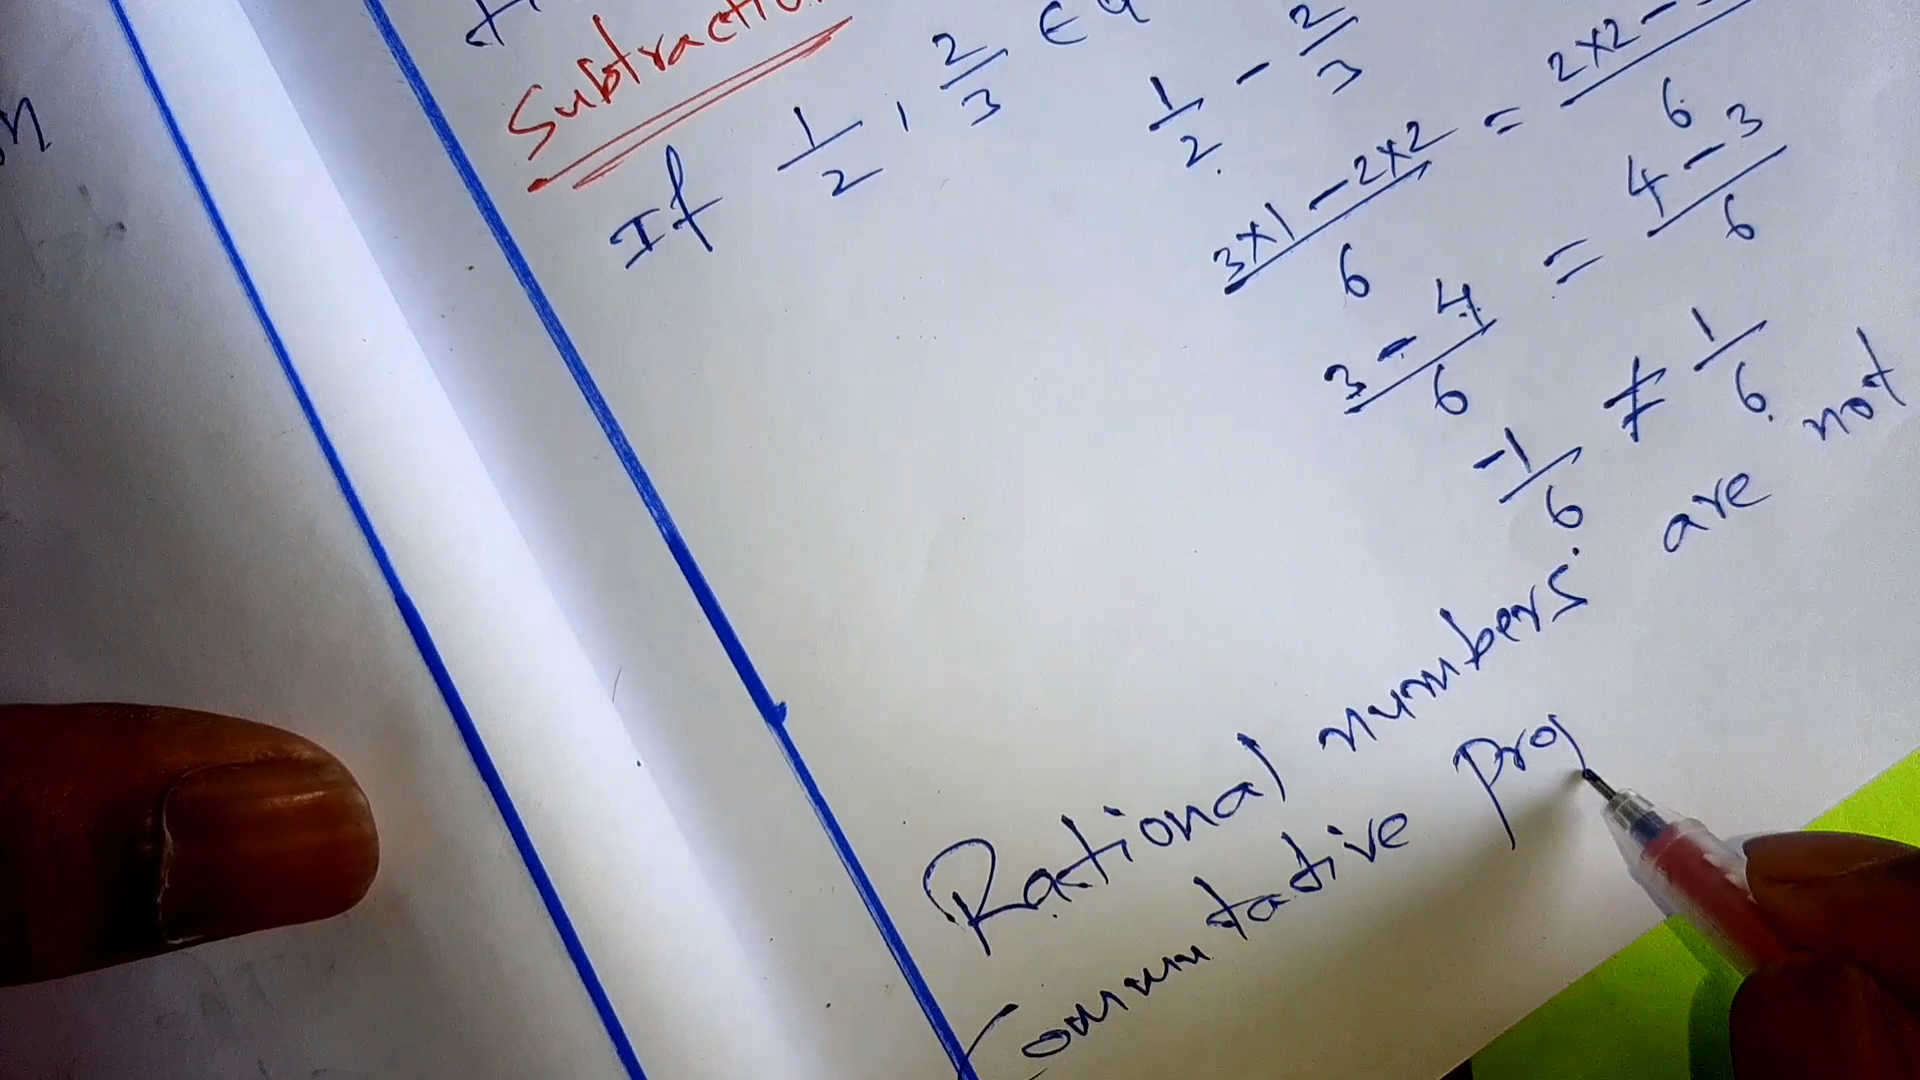 Subtraction
If 1/2 , 2/3 ∈ Q
1/2 - 2/3
3×1 - 2×2 / 6 = 2×2 - / 6
3 - 4 / 6 = 4 - 3 / 6
-1/6 ≠ 1/6
Rational numbers are not
Commutative Pro